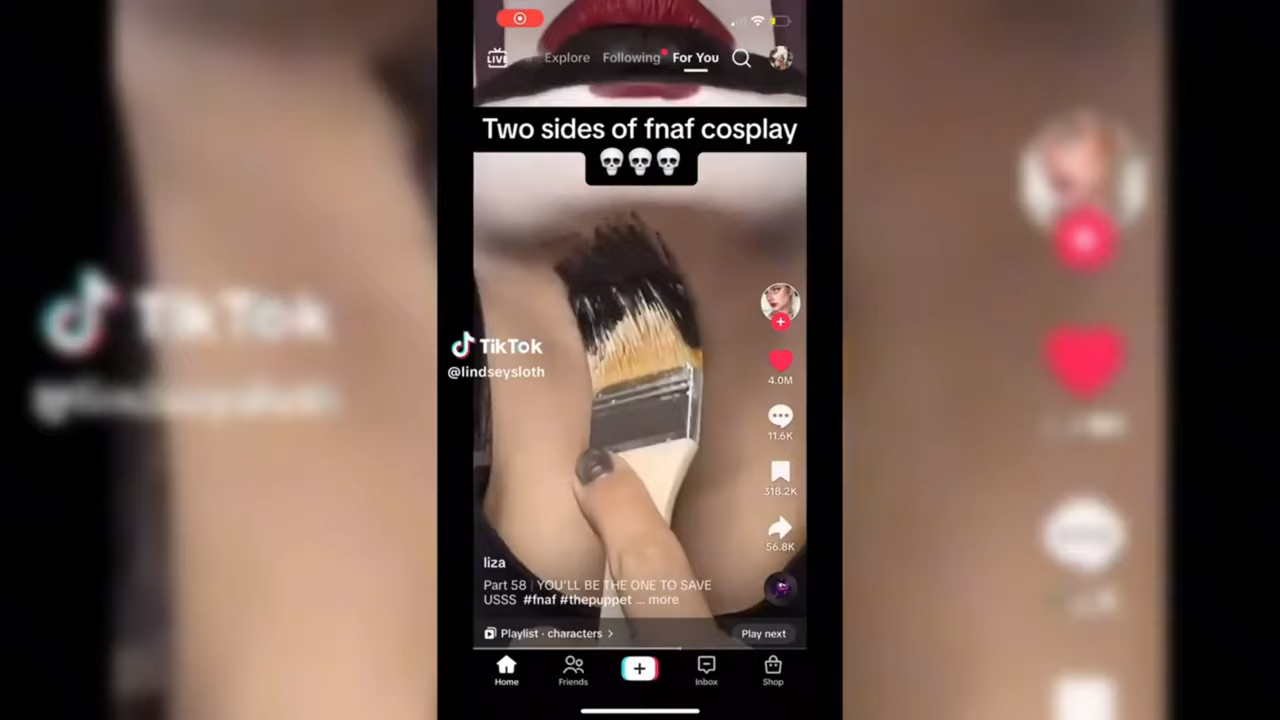 LIVE
Explore
Following
For You
Two sides of fnaf cosplay
💀💀💀
TikTok
@lindseysloth
4.0M
11.6K
318.2K
56.8K
liza
Part 58 | YOU'LL BE THE ONE TO SAVE
USSS #fnaf #thepuppet ... more
Playlist · characters >
Play next
Home
Friends
Inbox
Shop
TikTok